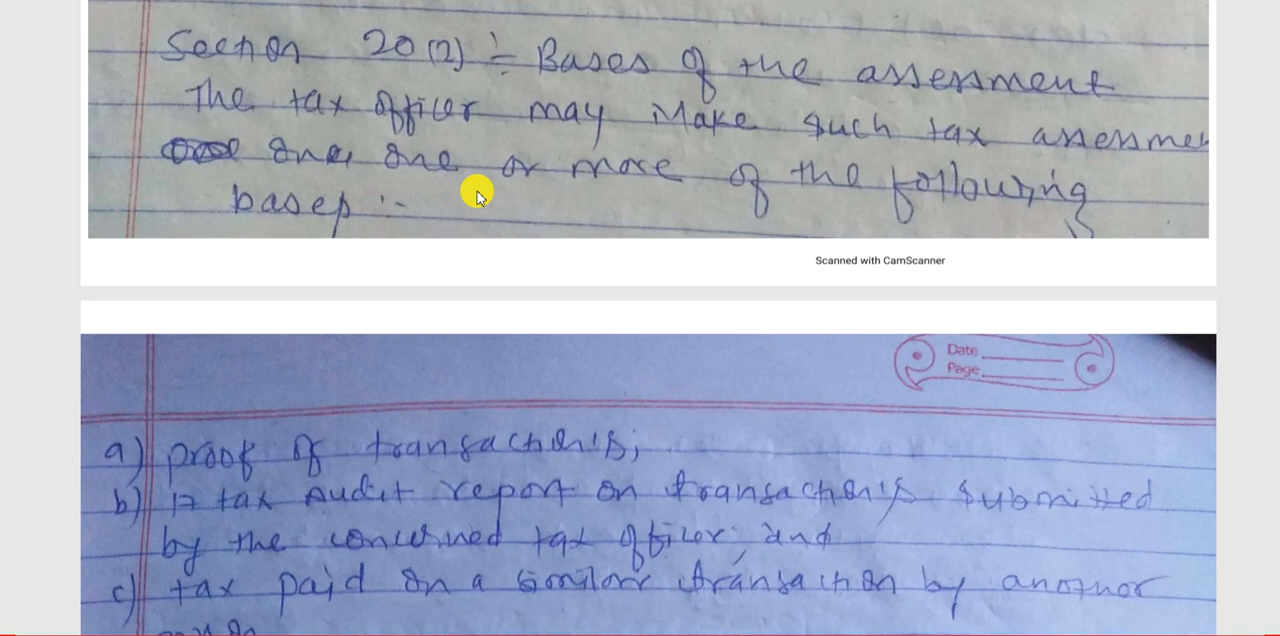 Section 20(2) :- Bases of the assessment
The tax officer may Make such tax assessme
one or more of the following
bases :-
Scanned with CamScanner
Date
Page
a) proof of transactions;
b) tax Audit report on transactions submitted
by the concerned tax officer; and
c) tax paid on a similar transaction by another